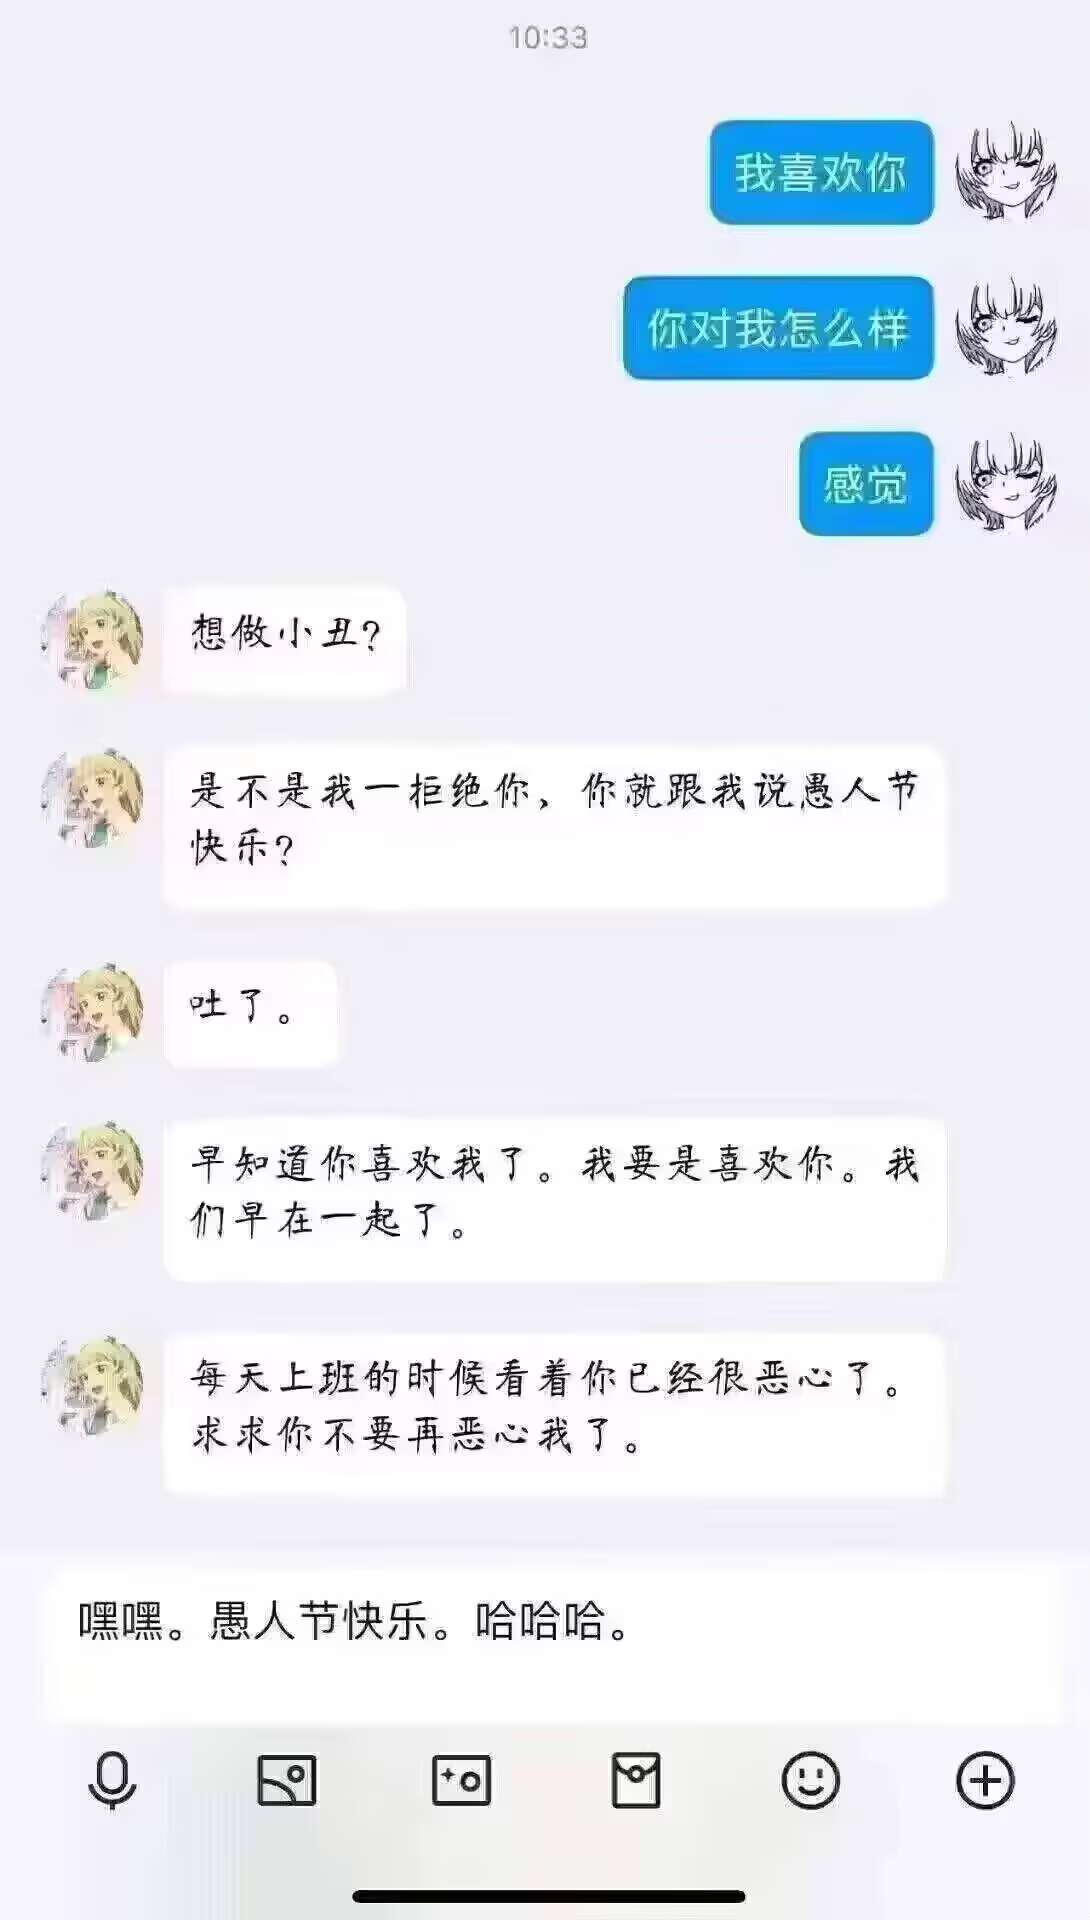 10:33
我喜欢你
你对我怎么样
感觉
想做小丑?
是不是我一拒绝你，你就跟我说愚人节
快乐?
吐了。
早知道你喜欢我了。我要是喜欢你。我
们早在一起了。
每天上班的时候看着你已经很恶心了。
求求你不要再恶心我了。
嘿嘿。愚人节快乐。哈哈哈。